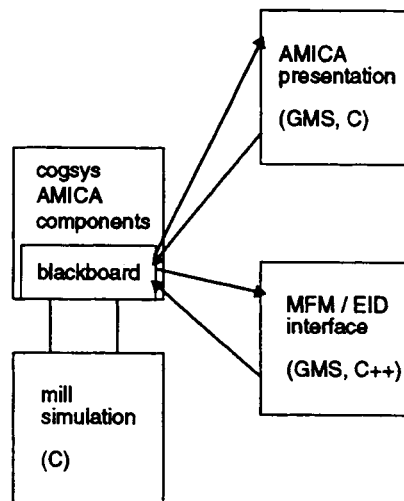 AMICA
presentation
(GMS, C)
cogsys
AMICA
components
blackboard
MFM / EID
interface
(GMS, C++)
mill
simulation
(C)